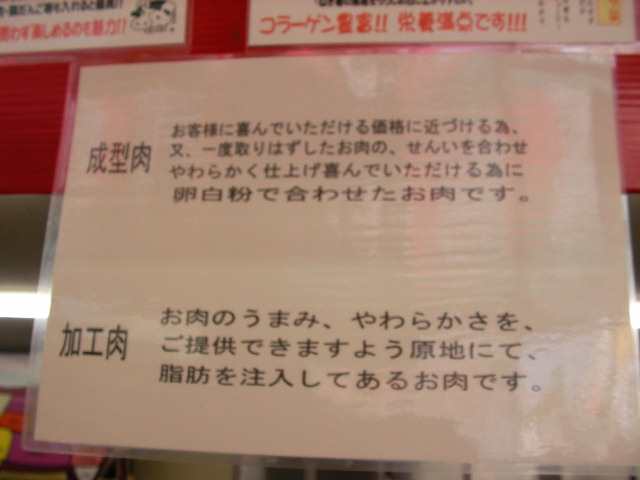 コラーゲン豊富!! 栄養満点です!!!
成型肉
お客様に喜んでいただける価格に近づける為、
又、一度取りはずしたお肉の、せんいを合わせ
やわらかく仕上げ喜んでいただける為に
卵白粉で合わせたお肉です。
加工肉
お肉のうまみ、やわらかさを、
ご提供できますよう原地にて、
脂肪を注入してあるお肉です。